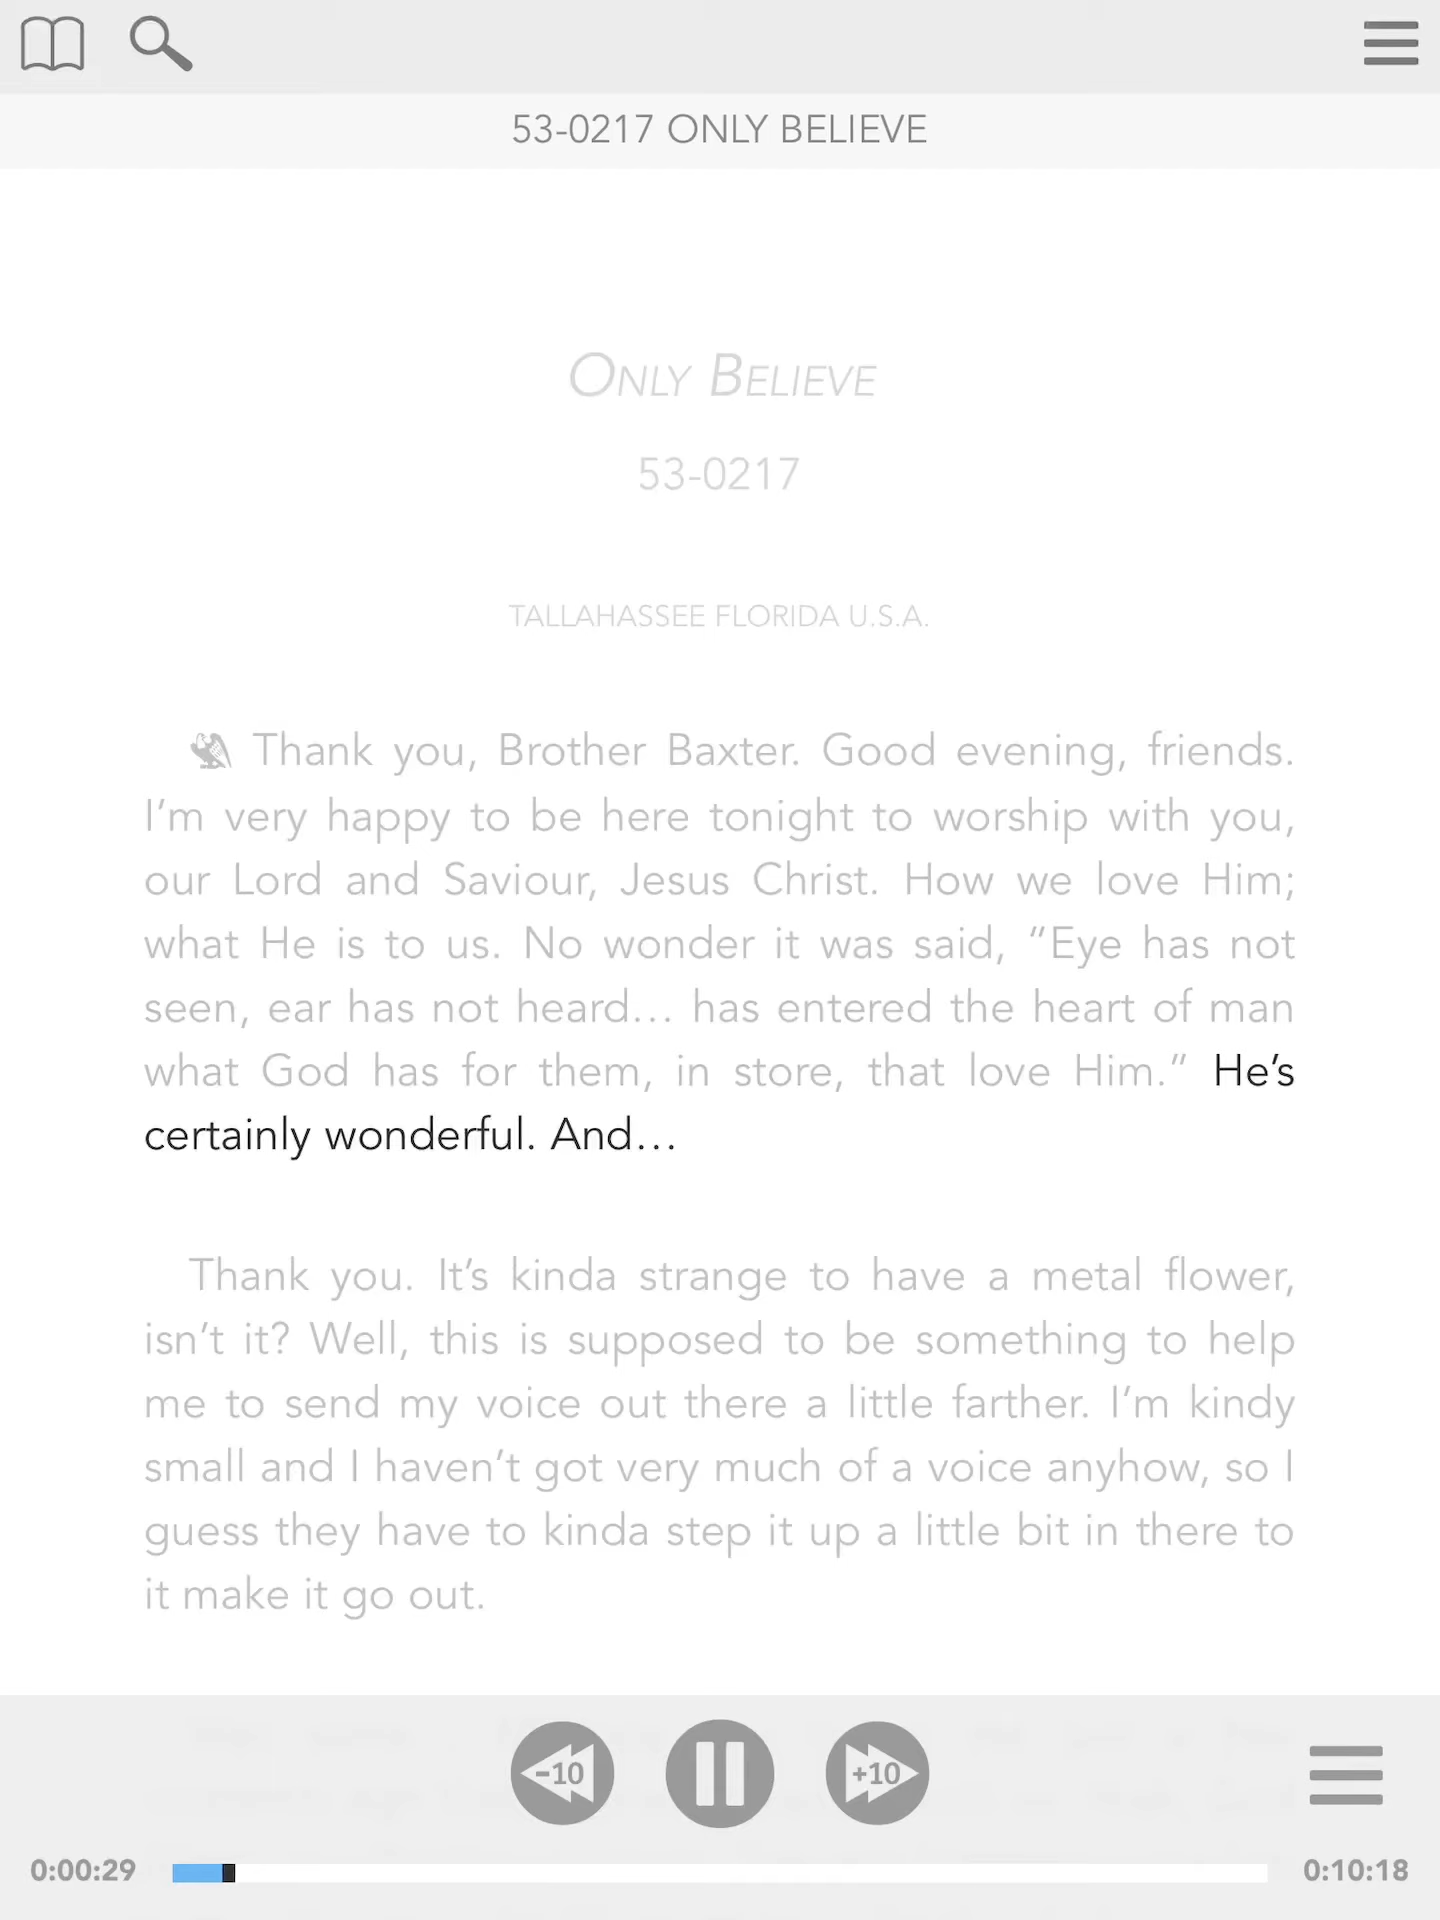 53-0217 ONLY BELIEVE
ONLY BELIEVE
53-0217
TALLAHASSEE FLORIDA U.S.A.
Thank you, Brother Baxter. Good evening, friends.
I’m very happy to be here tonight to worship with you,
our Lord and Saviour, Jesus Christ. How we love Him;
what He is to us. No wonder it was said, “Eye has not
seen, ear has not heard… has entered the heart of man
what God has for them, in store, that love Him.” He’s
certainly wonderful. And…
Thank you. It’s kinda strange to have a metal flower,
isn’t it? Well, this is supposed to be something to help
me to send my voice out there a little farther. I’m kindy
small and I haven’t got very much of a voice anyhow, so I
guess they have to kinda step it up a little bit in there to
it make it go out.
-10 +10
0:00:29 0:10:18